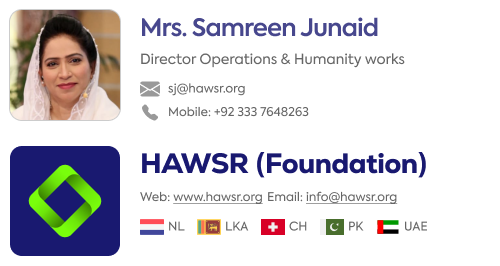 Mrs. Samreen Junaid
Director Operations & Humanity works
sj@hawsr.org
Mobile: +92 333 7648263
HAWSR (Foundation)
Web: www.hawsr.org Email: info@hawsr.org
NL LKA CH PK UAE